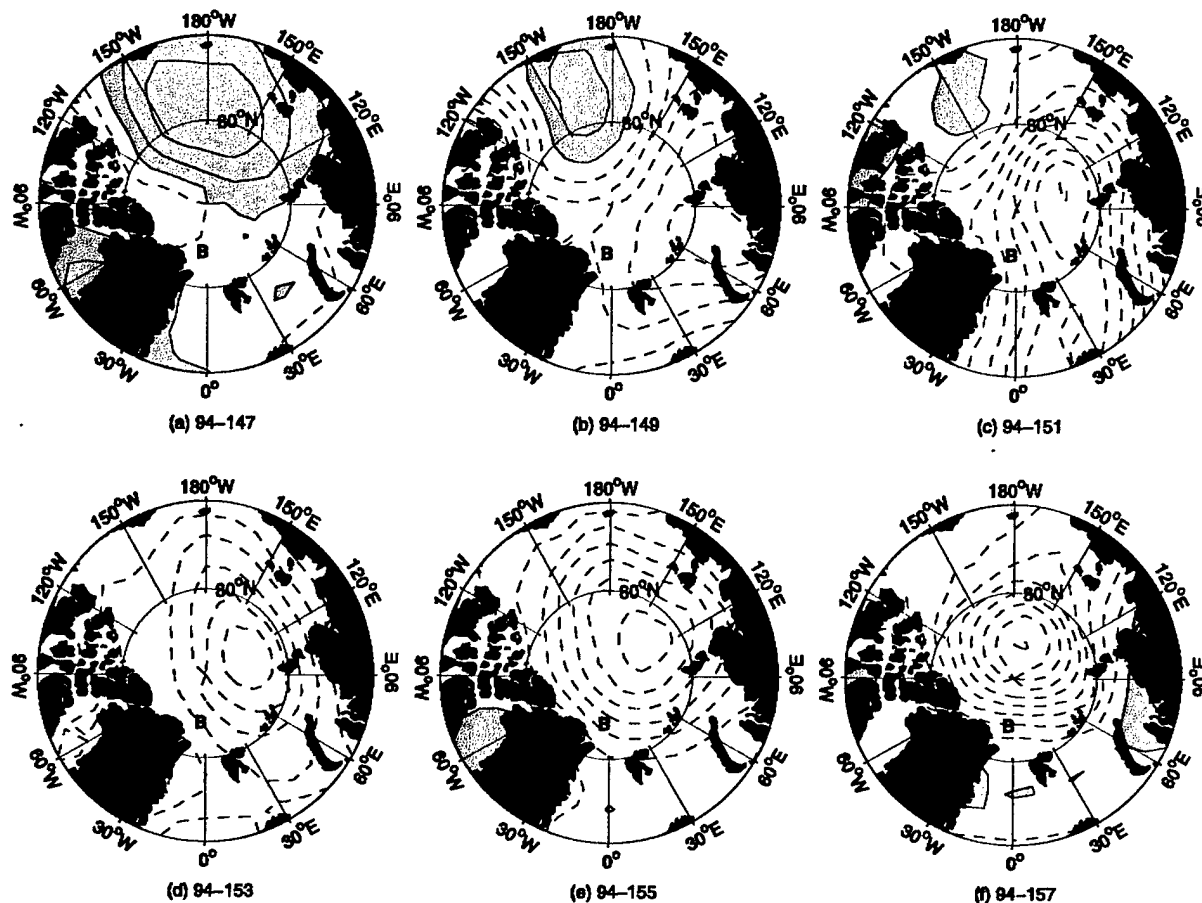 180°W
150°W
150°E
120°W
120°E
80°N
90°W
90°E
B
60°W
60°E
30°W
30°E
0°
(a) 94–147
180°W
150°W
150°E
120°W
120°E
80°N
90°W
90°E
B
60°W
60°E
30°W
30°E
0°
(b) 94–149
180°W
150°W
150°E
120°W
120°E
80°N
90°W
90°E
B
60°W
60°E
30°W
30°E
0°
(c) 94–151
180°W
150°W
150°E
120°W
120°E
80°N
90°W
90°E
B
60°W
60°E
30°W
30°E
0°
(d) 94–153
180°W
150°W
150°E
120°W
120°E
80°N
90°W
90°E
B
60°W
60°E
30°W
30°E
0°
(e) 94–155
180°W
150°W
150°E
120°W
120°E
80°N
90°W
90°E
B
60°W
60°E
30°W
30°E
0°
(f) 94–157